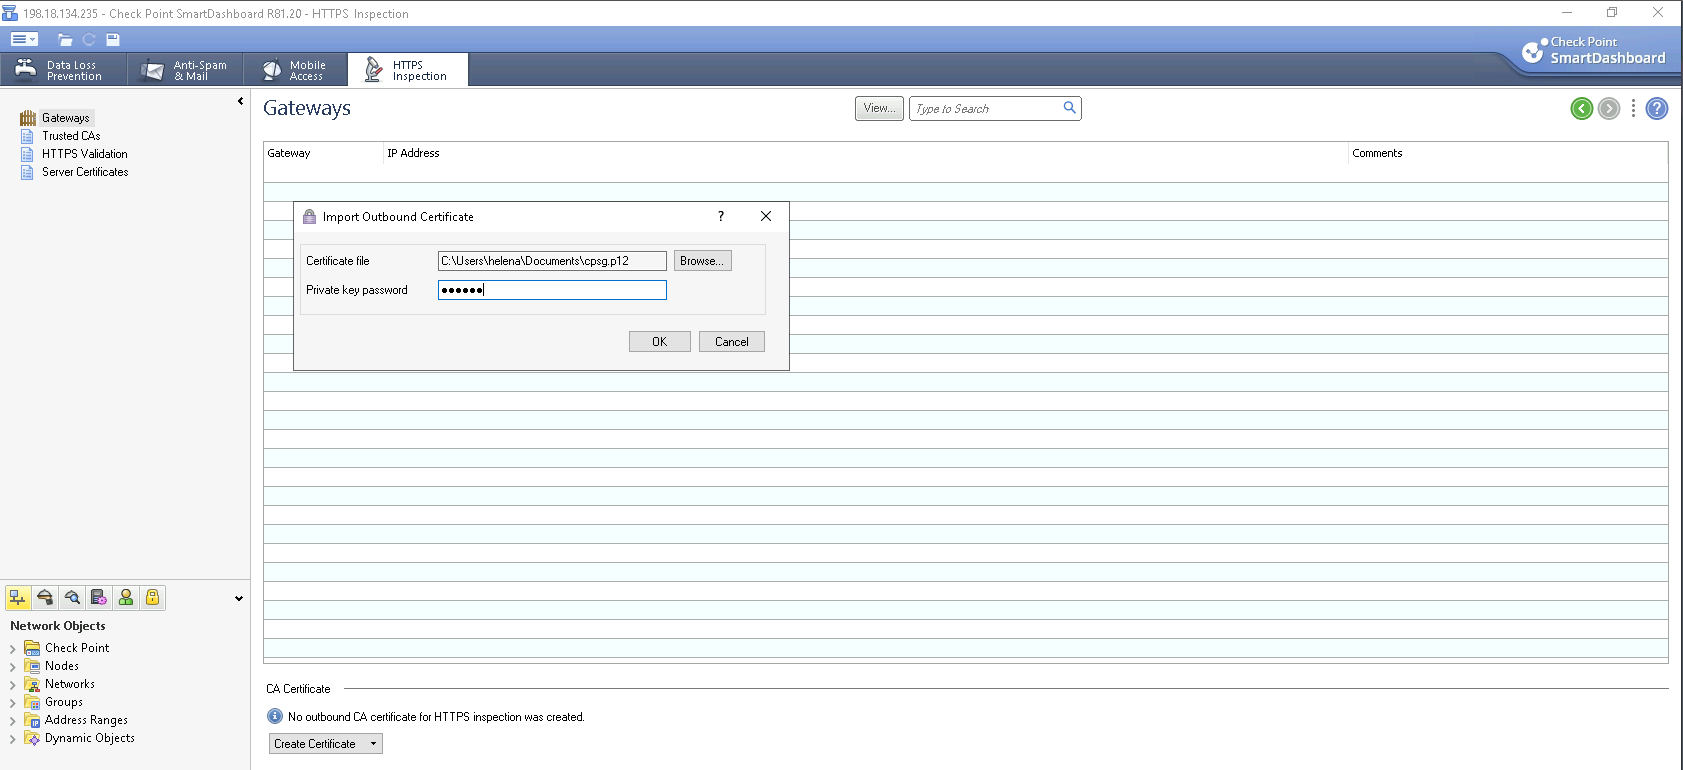 198.18.134.235 - Check Point SmartDashboard R81.20 - HTTPS Inspection
Check Point
SmartDashboard
Data Loss
Prevention
Anti-Spam
& Mail
Mobile
Access
HTTPS
Inspection
Gateways
Trusted CAs
HTTPS Validation
Server Certificates
Gateways
View...
Type to Search
?
Gateway IP Address Comments
Import Outbound Certificate ?
Certificate file C:\Users\helena\Documents\cpsg.p12 Browse...
Private key password ●●●●●●
OK Cancel
Network Objects
Check Point
Nodes
Networks
Groups
Address Ranges
Dynamic Objects
CA Certificate
No outbound CA certificate for HTTPS inspection was created.
Create Certificate